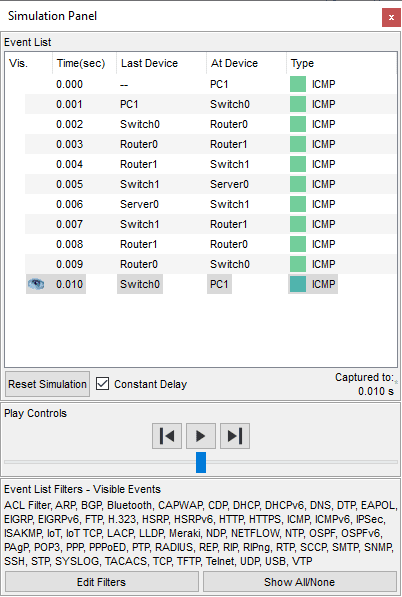 Simulation Panel
x
Event List
Vis. Time(sec) Last Device At Device Type
0.000 -- PC1 ICMP
0.001 PC1 Switch0 ICMP
0.002 Switch0 Router0 ICMP
0.003 Router0 Router1 ICMP
0.004 Router1 Switch1 ICMP
0.005 Switch1 Server0 ICMP
0.006 Server0 Switch1 ICMP
0.007 Switch1 Router1 ICMP
0.008 Router1 Router0 ICMP
0.009 Router0 Switch0 ICMP
0.010 Switch0 PC1 ICMP
Reset Simulation Constant Delay Captured to:
0.010 s
Play Controls
Event List Filters - Visible Events
ACL Filter, ARP, BGP, Bluetooth, CAPWAP, CDP, DHCP, DHCPv6, DNS, DTP, EAPOL,
EIGRP, EIGRPv6, FTP, H.323, HSRP, HSRPv6, HTTP, HTTPS, ICMP, ICMPv6, IPSec,
ISAKMP, IoT, IoT TCP, LACP, LLDP, Meraki, NDP, NETFLOW, NTP, OSPF, OSPFv6,
PAgP, POP3, PPP, PPPoED, PTP, RADIUS, REP, RIP, RIPng, RTP, SCCP, SMTP, SNMP,
SSH, STP, SYSLOG, TACACS, TCP, TFTP, Telnet, UDP, USB, VTP
Edit Filters Show All/None